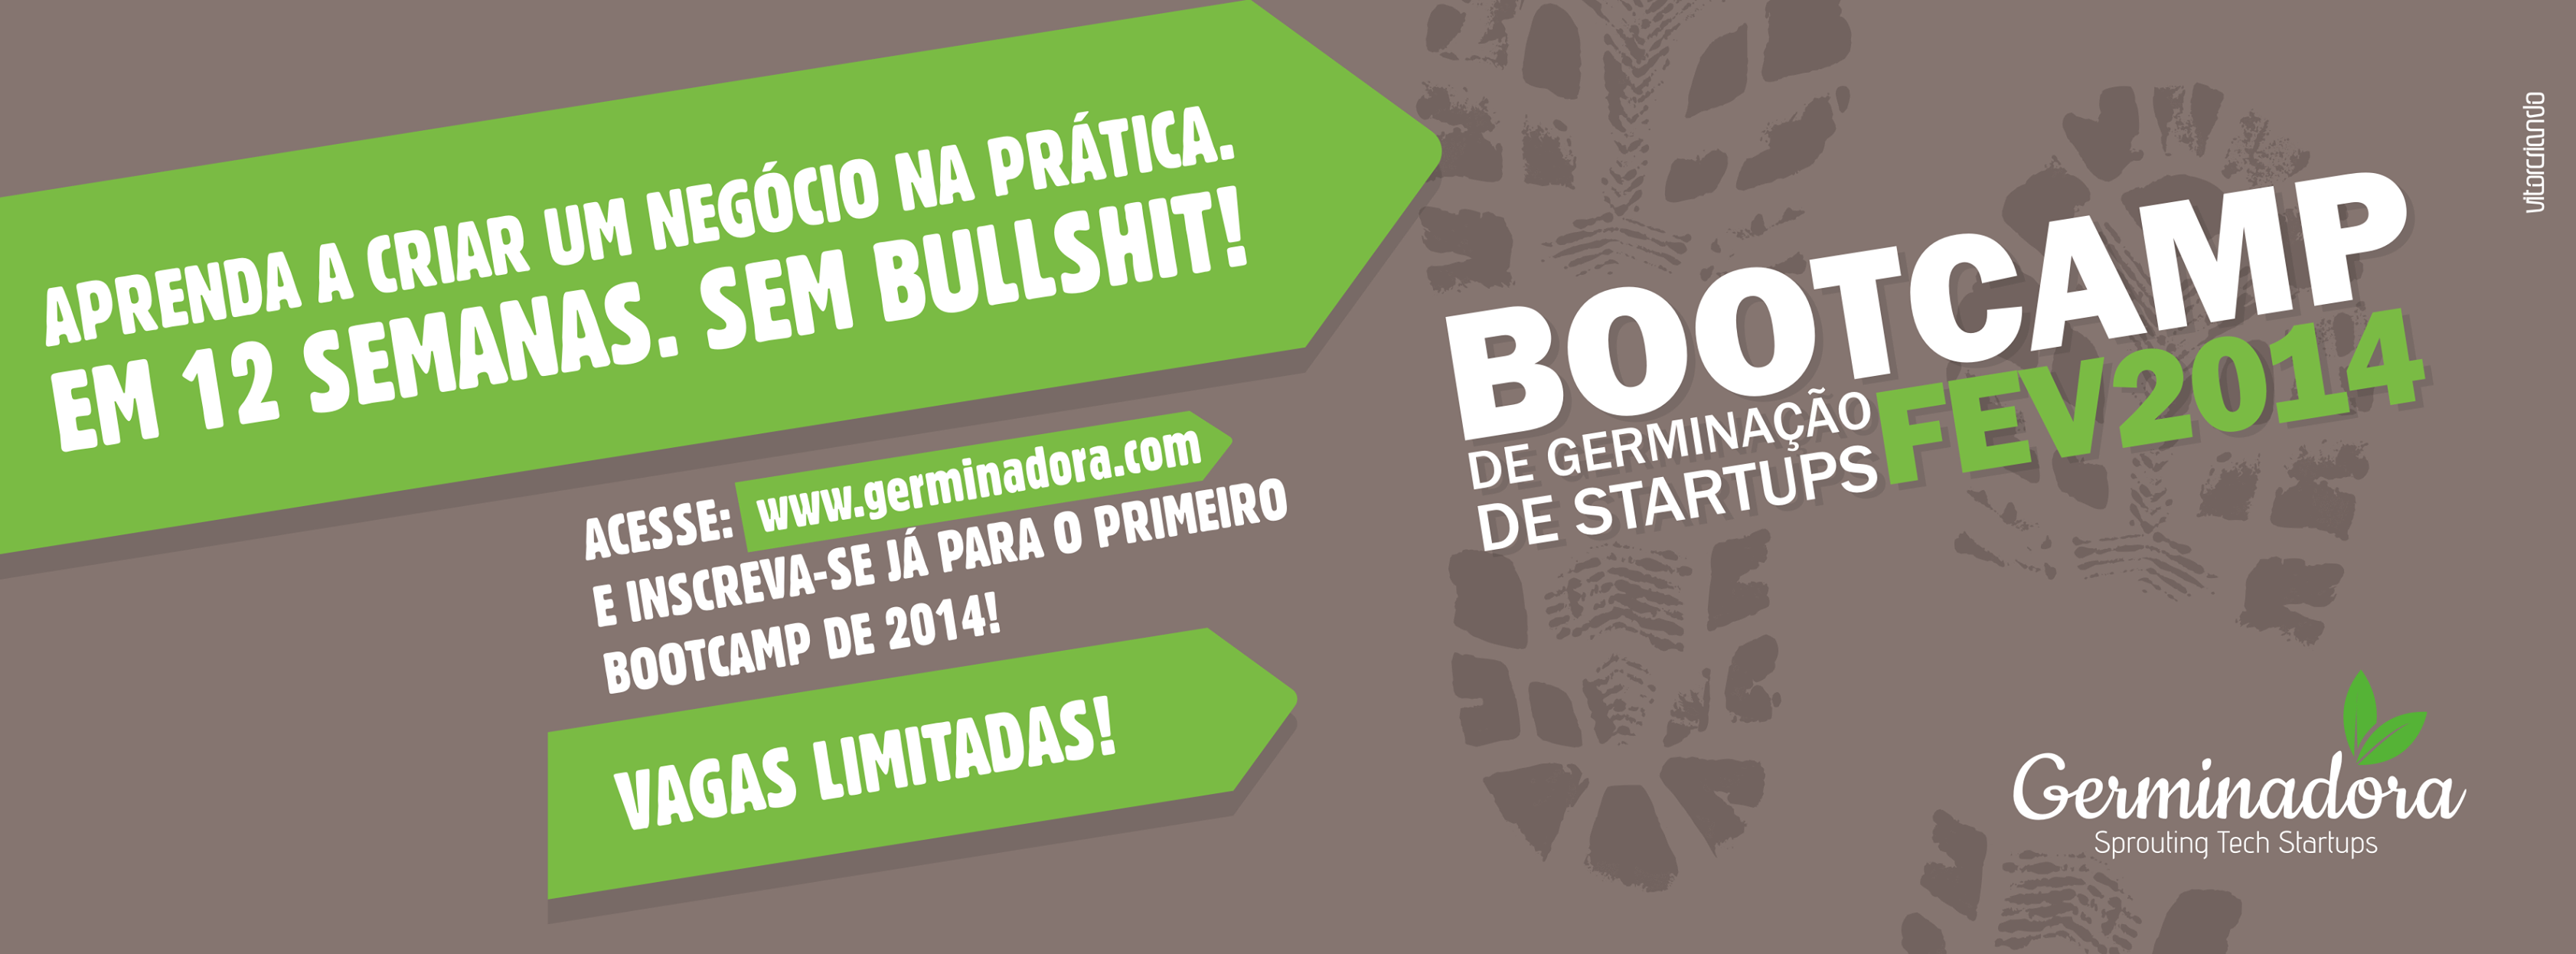 APRENDA A CRIAR UM NEGÓCIO NA PRÁTICA.
EM 12 SEMANAS. SEM BULLSHIT!
ACESSE: www.germinadora.com
E INSCREVA-SE JÁ PARA O PRIMEIRO
BOOTCAMP DE 2014!
VAGAS LIMITADAS!
BOOTCAMP
DE GERMINAÇÃO
DE STARTUPS
FEV2014
Germinadora
Sprouting Tech Startups
vitorcriando